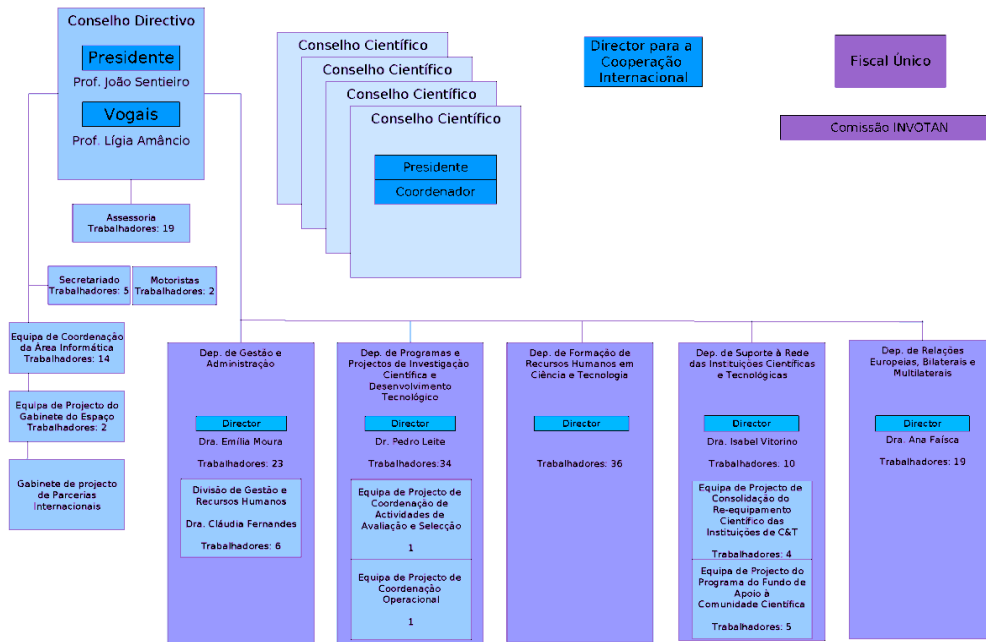 Conselho Directivo
Presidente
Prof. João Sentieiro
Vogais
Prof. Lígia Amâncio
Conselho Científico
Conselho Científico
Conselho Científico
Conselho Científico
Presidente
Coordenador
Director para a
Cooperação
Internacional
Fiscal Único
Comissão INVOTAN
Assessoria
Trabalhadores: 19
Secretariado
Trabalhadores: 5
Motoristas
Trabalhadores: 2
Equipa de Coordenação
da Área Informática
Trabalhadores: 14
Equipa de Projecto do
Gabinete do Espaço
Trabalhadores: 2
Gabinete de projecto
de Parcerias
Internacionais
Dep. de Gestão e
Administração
Director
Dra. Emília Moura
Trabalhadores: 23
Divisão de Gestão e
Recursos Humanos
Dra. Cláudia Fernandes
Trabalhadores: 6
Dep. de Programas e
Projectos de Investigação
Científica e
Desenvolvimento
Tecnológico
Director
Dr. Pedro Leite
Trabalhadores:34
Equipa de Projecto de
Coordenação de
Actividades de
Avaliação e Selecção
1
Equipa de Projecto de
Coordenação
Operacional
1
Dep. de Formação de
Recursos Humanos em
Ciência e Tecnologia
Director
Trabalhadores: 36
Dep. de Suporte à Rede
das Instituições Científicas
e Tecnológicas
Director
Dra. Isabel Vitorino
Trabalhadores: 10
Equipa de Projecto de
Consolidação do
Re-equipamento
Científico das
Instituições de C&T
Trabalhadores: 4
Equipa de Projecto do
Programa do Fundo de
Apoio à
Comunidade Científica
Trabalhadores: 5
Dep. de Relações
Europeias, Bilaterais e
Multilaterais
Director
Dra. Ana Faísca
Trabalhadores: 19